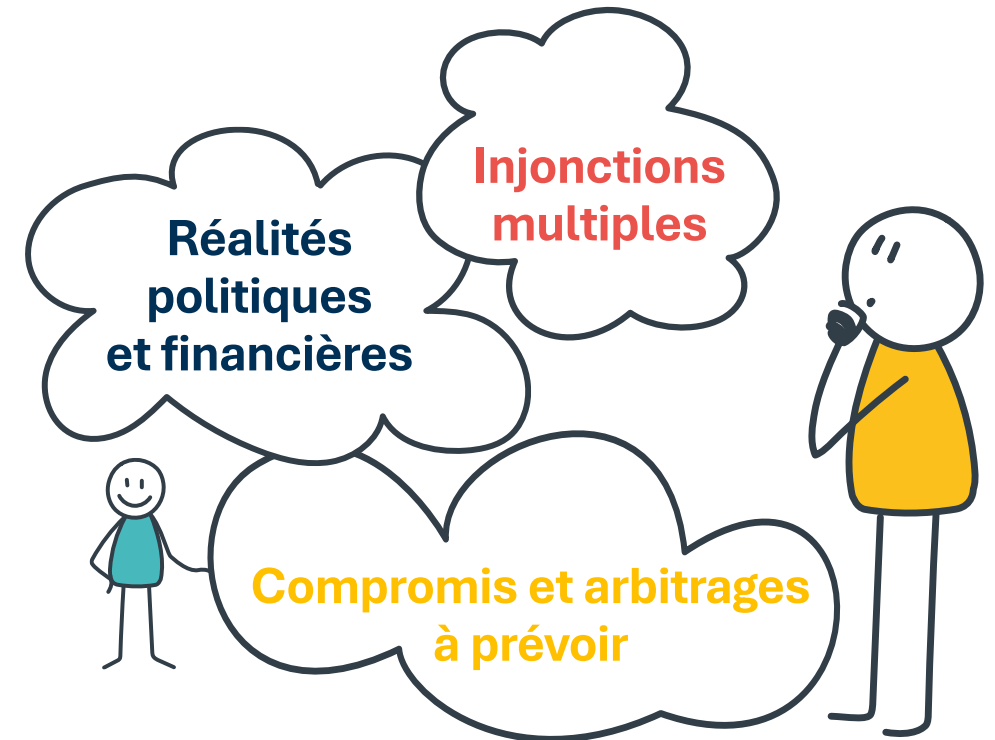 Injonctions
multiples
Réalités
politiques
et financières
Compromis et arbitrages
à prévoir